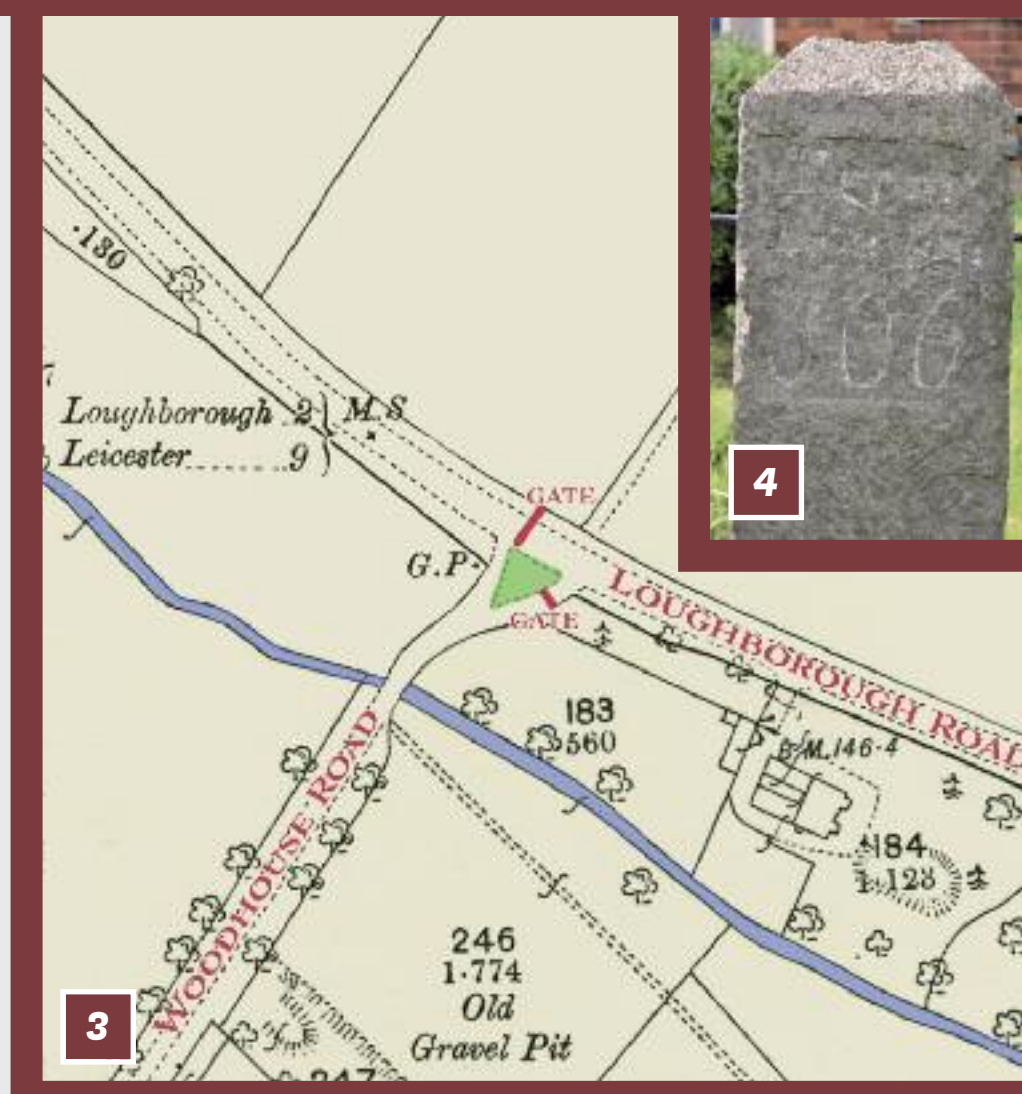 ·130
Loughborough 2
M.S
Leicester 9
GATE
G.P
GATE
LOUGHBOROUGH ROAD
183
·560
B.M.146·4
184
1·128
WOODHOUSE ROAD
246
1·774
Old
Gravel Pit
247
3
4